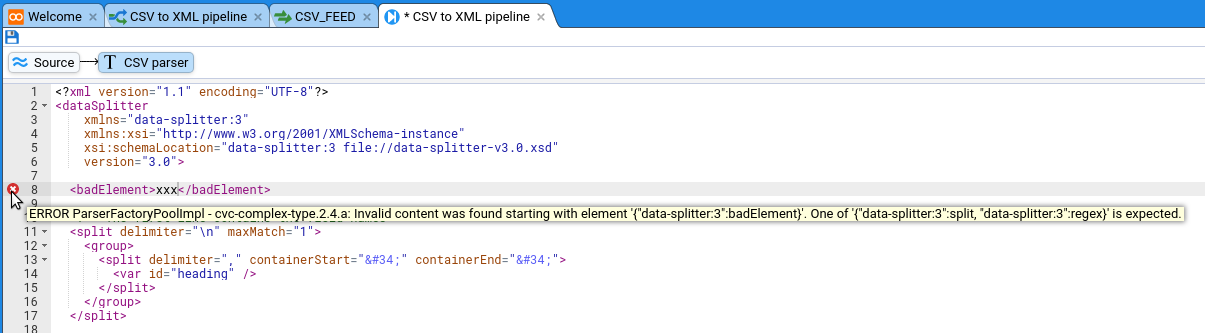 Welcome × CSV to XML pipeline × CSV_FEED × * CSV to XML pipeline ×
Source T CSV parser
1 <?xml version="1.1" encoding="UTF-8"?>
2 <dataSplitter
3 xmlns="data-splitter:3"
4 xmlns:xsi="http://www.w3.org/2001/XMLSchema-instance"
5 xsi:schemaLocation="data-splitter:3 file://data-splitter-v3.0.xsd"
6 version="3.0">
7
8 <badElement>xxx</badElement>
9
ERROR ParserFactoryPoolImpl - cvc-complex-type.2.4.a: Invalid content was found starting with element '{"data-splitter:3":badElement}'. One of '{"data-splitter:3":split, "data-splitter:3":regex}' is expected.
11 <split delimiter="\n" maxMatch="1">
12 <group>
13 <split delimiter="," containerStart="&#34;" containerEnd="&#34;">
14 <var id="heading" />
15 </split>
16 </group>
17 </split>
18